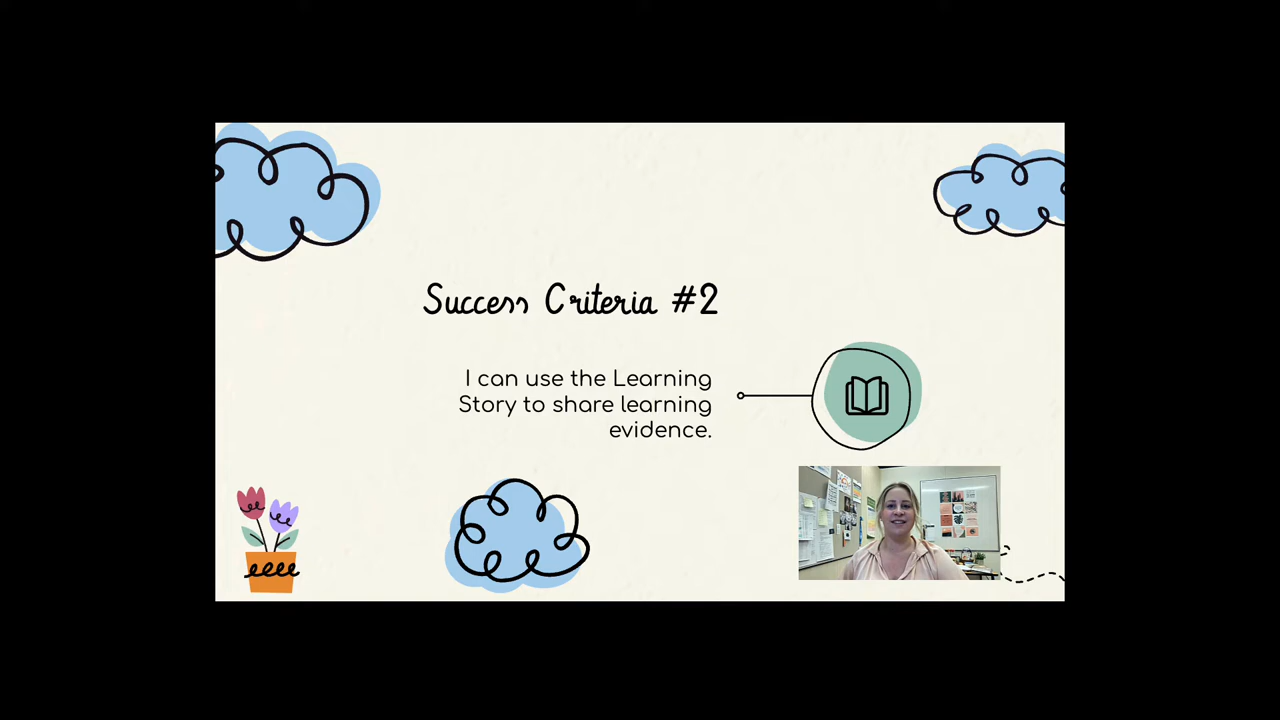 Success Criteria #2
I can use the Learning
Story to share learning
evidence.